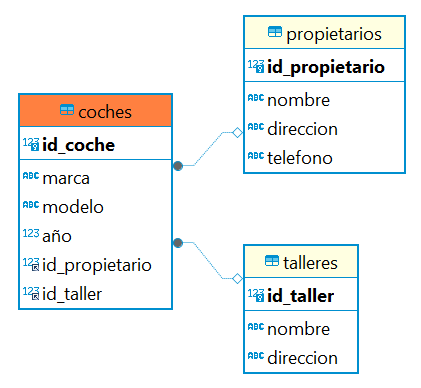 propietarios
123 id_propietario
ABC nombre
ABC direccion
ABC telefono
coches
123 id_coche
ABC marca
ABC modelo
123 año
123 id_propietario
123 id_taller
talleres
123 id_taller
ABC nombre
ABC direccion